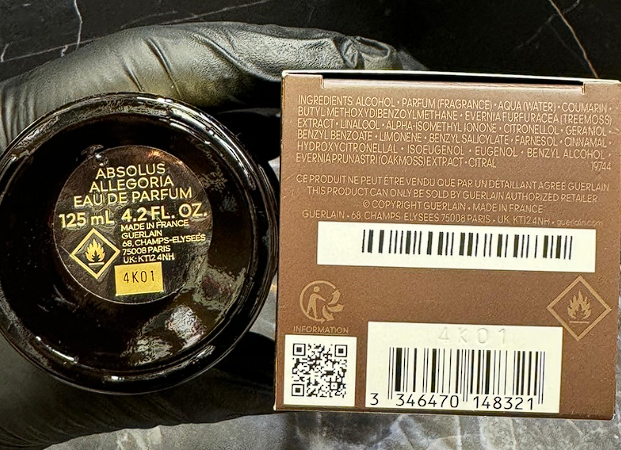 ABSOLUS
ALLEGORIA
EAU DE PARFUM
125 mL 4.2 FL. OZ.
MADE IN FRANCE
GUERLAIN
68, CHAMPS-ELYSÉES
75008 PARIS
UK: KT12 4NH
4K01
INGREDIENTS: ALCOHOL • PARFUM (FRAGRANCE) • AQUA (WATER) • COUMARIN •
BUTYL METHOXYDIBENZOYLMETHANE • EVERNIA FURFURACEA (TREEMOSS)
EXTRACT • LINALOOL • ALPHA-ISOMETHYL IONONE • CITRONELLOL • GERANIOL •
BENZYL BENZOATE • LIMONENE • BENZYL SALICYLATE • FARNESOL • CINNAMAL
HYDROXYCITRONELLAL • ISOEUGENOL • EUGENOL • BENZYL ALCOHOL •
EVERNIA PRUNASTRI (OAKMOSS) EXTRACT • CITRAL
19744
CE PRODUIT NE PEUT ÊTRE VENDU QUE PAR UN DÉTAILLANT AGRÉÉ GUERLAIN
THIS PRODUCT CAN ONLY BE SOLD BY GUERLAIN AUTHORIZED RETAILER
© COPYRIGHT GUERLAIN • MADE IN FRANCE
GUERLAIN • 68, CHAMPS ELYSEES 75008 PARIS • UK: KT12 4NH • guerlain.com
INFORMATION
4K01
3 346470 148321